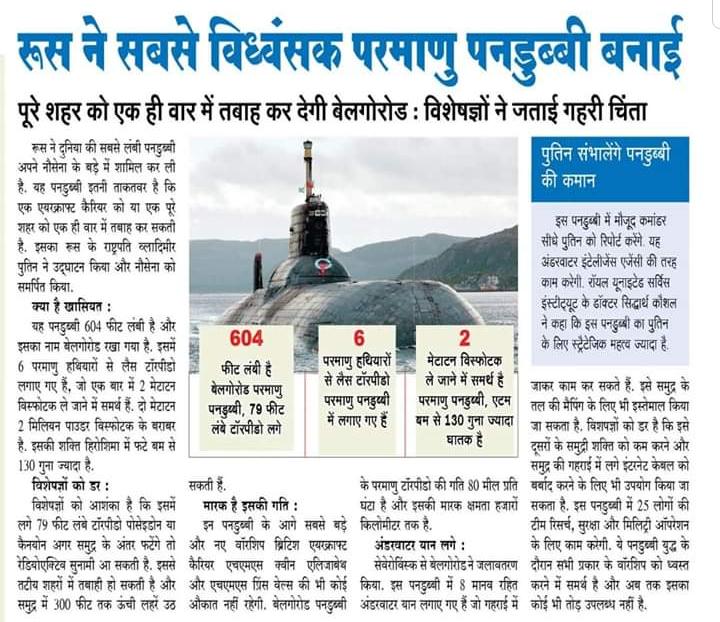 रूस ने सबसे विध्वंसक परमाणु पनडुब्बी बनाई
पूरे शहर को एक ही वार में तबाह कर देगी बेलगोरोड : विशेषज्ञों ने जताई गहरी चिंता
रूस ने दुनिया की सबसे लंबी पनडुब्बी
अपने नौसेना के बड़े में शामिल कर ली
है. यह पनडुब्बी इतनी ताकतवर है कि
एक एयरक्राफ्ट कैरियर को या एक पूरे
शहर को एक ही वार में तबाह कर सकती
है. इसका रूस के राष्ट्रपति व्लादिमीर
पुतिन ने उद्घाटन किया और नौसेना को
समर्पित किया.
क्या है खासियत :
यह पनडुब्बी 604 फीट लंबी है और
इसका नाम बेलगोरोड रखा गया है. इसमें
6 परमाणु हथियारों से लैस टॉरपीडो
लगाए गए हैं, जो एक बार में 2 मेटाटन
विस्फोटक ले जाने में समर्थ हैं. दो मेटाटन
2 मिलियन पाउडर विस्फोटक के बराबर
है. इसकी शक्ति हिरोशिमा में फटे बम से
130 गुना ज्यादा है.
विशेषज्ञों को डर :
विशेषज्ञों को आशंका है कि इसमें
लगे 79 फीट लंबे टॉरपीडो पोसेइडोन या
कैनयोन अगर समुद्र के अंतर फटेंगे तो
रेडियोएक्टिव सुनामी आ सकती है. इससे
तटीय शहरों में तबाही हो सकती है और
समुद्र में 300 फीट तक ऊंची लहरें उठ
604
फीट लंबी है
बेलगोरोड परमाणु
पनडुब्बी, 79 फीट
लंबे टॉरपीडो लगे
6
परमाणु हथियारों
से लैस टॉरपीडो
परमाणु पनडुब्बी
में लगाए गए हैं
2
मेटाटन विस्फोटक
ले जाने में समर्थ है
परमाणु पनडुब्बी, एटम
बम से 130 गुना ज्यादा
घातक है
सकती हैं.
मारक है इसकी गति :
इन पनडुब्बी के आगे सबसे बड़े
और नए वॉरशिप ब्रिटिश एयरक्राफ्ट
कैरियर एचएमएस क्वीन एलिजाबेथ
और एचएमएस प्रिंस वेल्स की भी कोई
औकात नहीं रहेगी. बेलगोरोड पनडुब्बी
के परमाणु टॉरपीडो की गति 80 मील प्रति
घंटा है और इसकी मारक क्षमता हजारों
किलोमीटर तक है.
अंडरवाटर यान लगे :
सेवेरोविंस्क से बेलगोरोड ने जलावतरण
किया. इस पनडुब्बी में 8 मानव रहित
अंडरवाटर यान लगाए गए हैं जो गहराई में
पुतिन संभालेंगे पनडुब्बी
की कमान
इस पनडुब्बी में मौजूद कमांडर
सीधे पुतिन को रिपोर्ट करेंगे. यह
अंडरवाटर इंटेलीजेंस एजेंसी की तरह
काम करेगी. रॉयल यूनाइटेड सर्विस
इंस्टीट्यूट के डॉक्टर सिद्धार्थ कौशल
ने कहा कि इस पनडुब्बी का पुतिन
के लिए स्ट्रेटेजिक महत्व ज्यादा है.
जाकर काम कर सकते हैं. इसे समुद्र के
तल की मैपिंग के लिए भी इस्तेमाल किया
जा सकता है. विशेषज्ञों को डर है कि इसे
दूसरों के समुद्री शक्ति को कम करने और
समुद्र की गहराई में लगे इंटरनेट केबल को
बर्बाद करने के लिए भी उपयोग किया जा
सकता है. इस पनडुब्बी में 25 लोगों की
टीम रिसर्च, सुरक्षा और मिलिट्री ऑपरेशन
के लिए काम करेगी. ये पनडुब्बी युद्ध के
दौरान सभी प्रकार के वॉरशिप को ध्वस्त
करने में समर्थ है और अब तक इसका
कोई भी तोड़ उपलब्ध नहीं है.